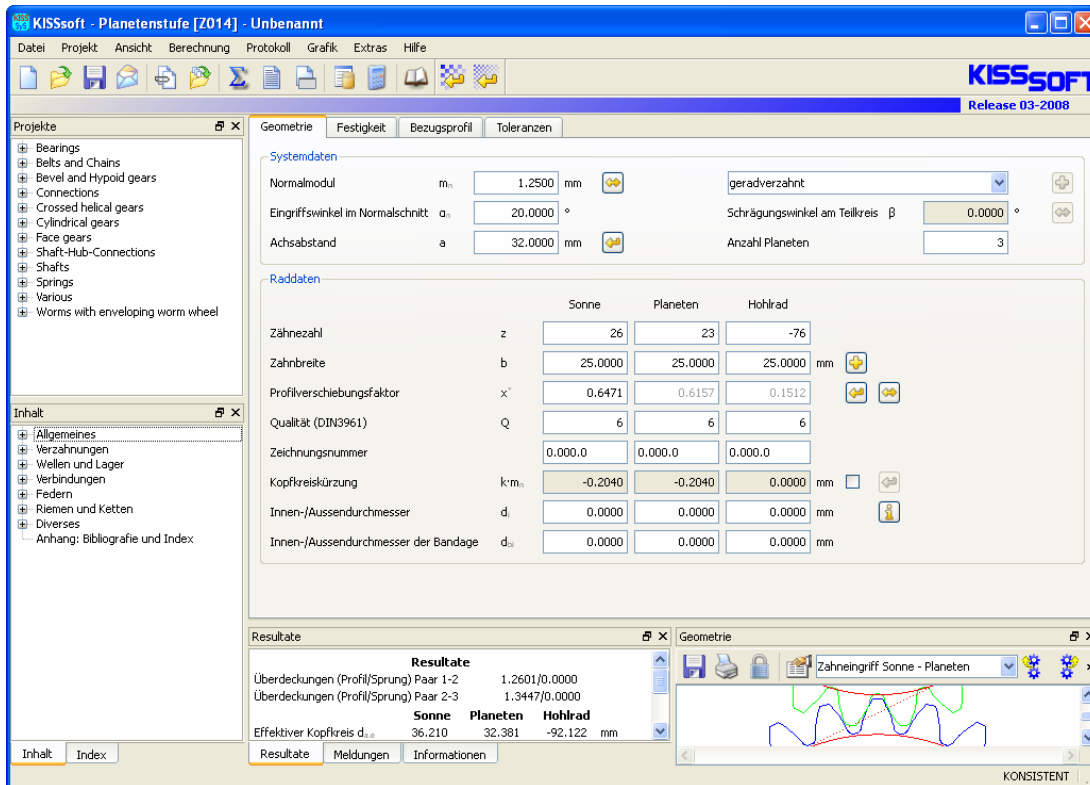 KISSsoft - Planetenstufe [Z014] - Unbenannt
Datei Projekt Ansicht Berechnung Protokoll Grafik Extras Hilfe
KISSsoft
Release 03-2008
Projekte
Bearings
Belts and Chains
Bevel and Hypoid gears
Connections
Crossed helical gears
Cylindrical gears
Face gears
Shaft-Hub-Connections
Shafts
Springs
Various
Worms with enveloping worm wheel
Inhalt
Allgemeines
Verzahnungen
Wellen und Lager
Verbindungen
Federn
Riemen und Ketten
Diverses
Anhang: Bibliografie und Index
Inhalt Index
Geometrie Festigkeit Bezugsprofil Toleranzen
Systemdaten
Normalmodul mn 1.2500 mm geradverzahnt
Eingriffswinkel im Normalschnitt αn 20.0000 ° Schrägungswinkel am Teilkreis β 0.0000 °
Achsabstand a 32.0000 mm Anzahl Planeten 3
Raddaten
Sonne Planeten Hohlrad
Zähnezahl z 26 23 -76
Zahnbreite b 25.0000 25.0000 25.0000 mm
Profilverschiebungsfaktor x* 0.6471 0.6157 0.1512
Qualität (DIN3961) Q 6 6 6
Zeichnungsnummer 0.000.0 0.000.0 0.000.0
Kopfkreiskürzung k*mn -0.2040 -0.2040 0.0000 mm
Innen-/Aussendurchmesser di 0.0000 0.0000 0.0000 mm
Innen-/Aussendurchmesser der Bandage dbi 0.0000 0.0000 0.0000 mm
Resultate
Resultate
Überdeckungen (Profil/Sprung) Paar 1-2 1.2601/0.0000
Überdeckungen (Profil/Sprung) Paar 2-3 1.3447/0.0000
Sonne Planeten Hohlrad
Effektiver Kopfkreis da.e 36.210 32.381 -92.122 mm
Resultate Meldungen Informationen
Geometrie
Zahneingriff Sonne - Planeten
KONSISTENT